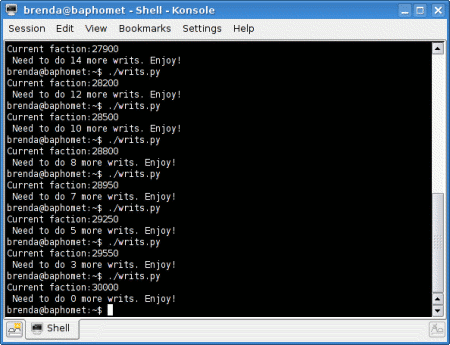 brenda@baphomet - Shell - Konsole
Session Edit View Bookmarks Settings Help
Current faction:27900
 Need to do 14 more writs. Enjoy!
brenda@baphomet:~$ ./writs.py
Current faction:28200
 Need to do 12 more writs. Enjoy!
brenda@baphomet:~$ ./writs.py
Current faction:28500
 Need to do 10 more writs. Enjoy!
brenda@baphomet:~$ ./writs.py
Current faction:28800
 Need to do 8 more writs. Enjoy!
brenda@baphomet:~$ ./writs.py
Current faction:28950
 Need to do 7 more writs. Enjoy!
brenda@baphomet:~$ ./writs.py
Current faction:29250
 Need to do 5 more writs. Enjoy!
brenda@baphomet:~$ ./writs.py
Current faction:29550
 Need to do 3 more writs. Enjoy!
brenda@baphomet:~$ ./writs.py
Current faction:30000
 Need to do 0 more writs. Enjoy!
brenda@baphomet:~$
Shell